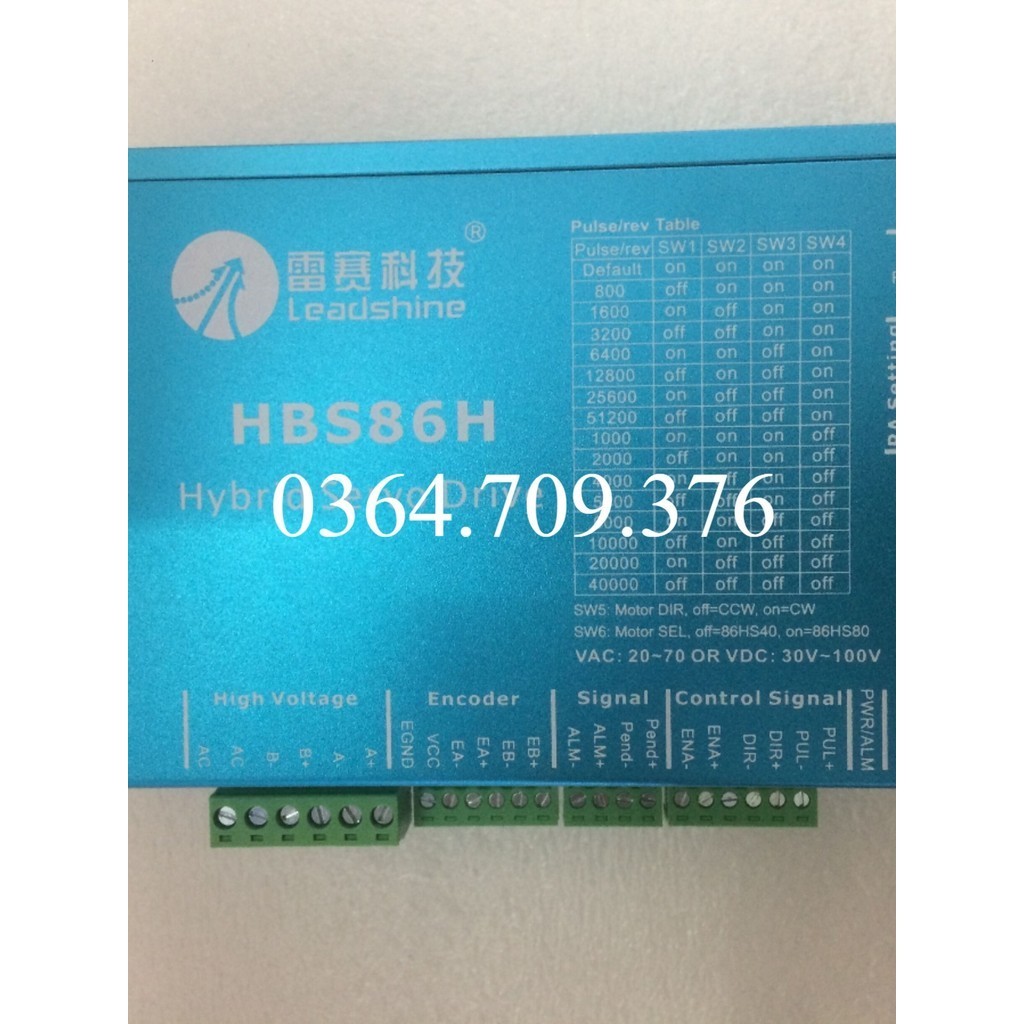 Pulse/rev Table
Pulse/rev SW1 SW2 SW3 SW4
Default on on on on
800 off on on on
1600 on off on on
3200 off off on on
6400 on on off on
12800 off on off on
25600 on off off on
51200 off off off on
1000 on on on off
2000 off on on off
10000 off on off off
20000 on off off off
40000 off off off off
SW5: Motor DIR, off=CCW, on=CW
SW6: Motor SEL, off=86HS40, on=86HS80
VAC: 20~70 OR VDC: 30V~100V
雷赛科技 ®
Leadshine
HBS86H
Hybrid Servo Drive
0364.709.376
High Voltage
AC
AC
B-
B+
A-
A+
Encoder
EGND
VCC
EA-
EA+
EB-
EB+
Signal
ALM-
ALM+
Pend-
Pend+
Control Signal
ENA-
ENA+
DIR-
DIR+
PUL-
PUL+
PWR/ALM